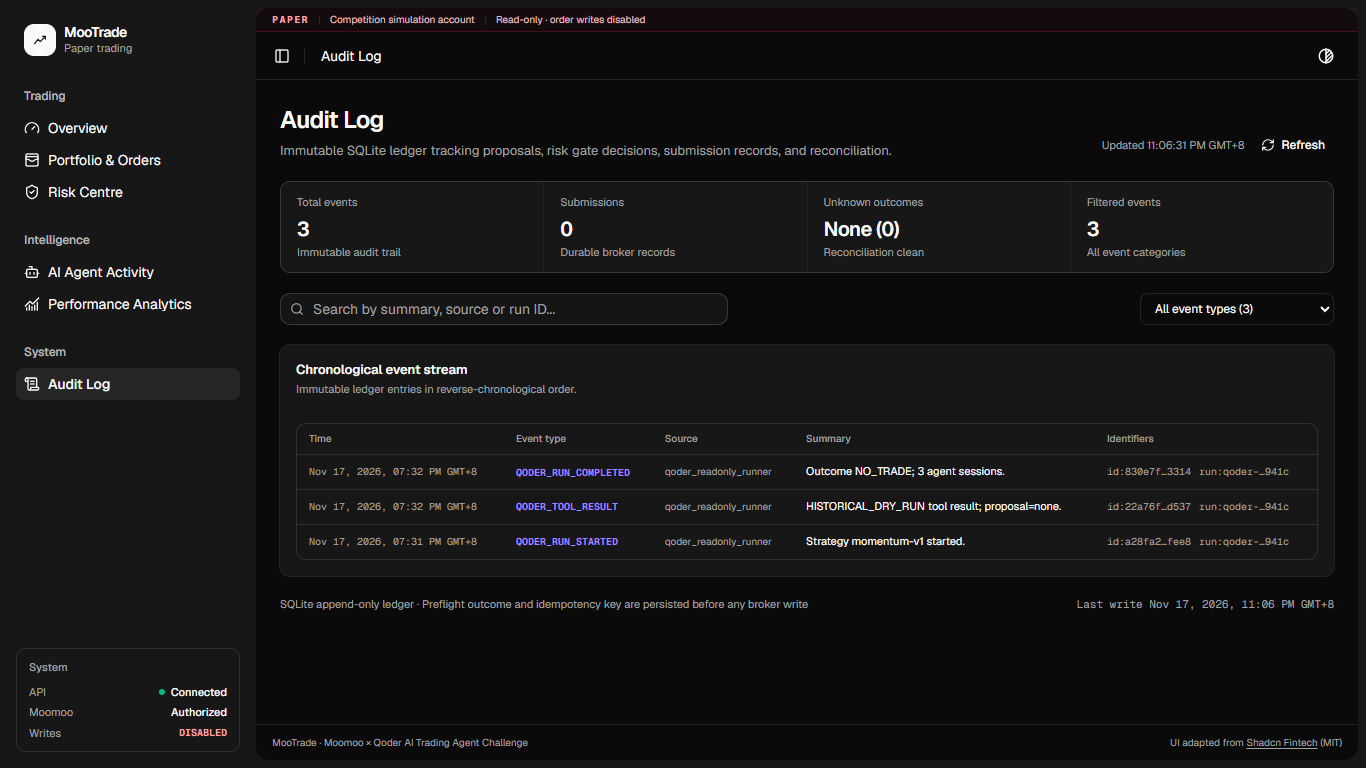 MooTrade
Paper trading
Trading
Overview
Portfolio & Orders
Risk Centre
Intelligence
AI Agent Activity
Performance Analytics
System
Audit Log
System
API Connected
Moomoo Authorized
Writes DISABLED
PAPER Competition simulation account Read-only · order writes disabled
Audit Log
Audit Log
Immutable SQLite ledger tracking proposals, risk gate decisions, submission records, and reconciliation.
Updated 11:06:31 PM GMT+8 Refresh
Total events
3
Immutable audit trail
Submissions
0
Durable broker records
Unknown outcomes
None (0)
Reconciliation clean
Filtered events
3
All event categories
Search by summary, source or run ID...
All event types (3)
Chronological event stream
Immutable ledger entries in reverse-chronological order.
Time Event type Source Summary Identifiers
Nov 17, 2026, 07:32 PM GMT+8 QODER_RUN_COMPLETED qoder_readonly_runner Outcome NO_TRADE; 3 agent sessions. id:830e7f…3314 run:qoder-…941c
Nov 17, 2026, 07:32 PM GMT+8 QODER_TOOL_RESULT qoder_readonly_runner HISTORICAL_DRY_RUN tool result; proposal=none. id:22a76f…d537 run:qoder-…941c
Nov 17, 2026, 07:31 PM GMT+8 QODER_RUN_STARTED qoder_readonly_runner Strategy momentum-v1 started. id:a28fa2…fee8 run:qoder-…941c
SQLite append-only ledger · Preflight outcome and idempotency key are persisted before any broker write
Last write Nov 17, 2026, 11:06 PM GMT+8
MooTrade · Moomoo × Qoder AI Trading Agent Challenge
UI adapted from Shadcn Fintech (MIT)